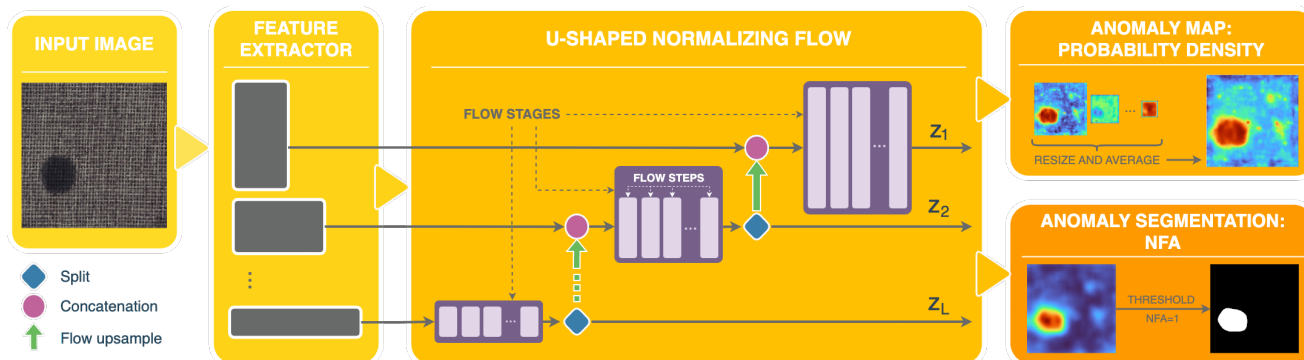 INPUT IMAGE
Split
Concatenation
Flow upsample
FEATURE
EXTRACTOR
⋮
U-SHAPED NORMALIZING FLOW
FLOW STAGES
FLOW STEPS
...
...
...
Z1
Z2
ZL
ANOMALY MAP:
PROBABILITY DENSITY
...
RESIZE AND AVERAGE
ANOMALY SEGMENTATION:
NFA
THRESHOLD
NFA=1